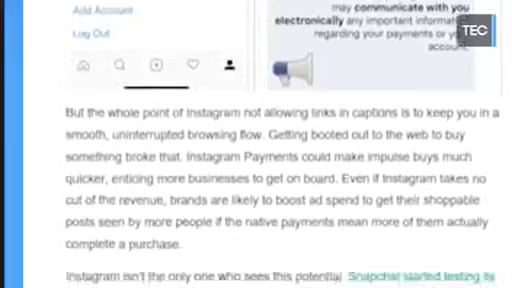 Add Account
Log Out
may communicate with you
electronically any important
regarding your payments or
account.
TEC
But the whole point of Instagram not allowing links in captions is to keep you in a
smooth, uninterrupted browsing flow. Getting booted out to the web to buy
something broke that. Instagram Payments could make impulse buys much
quicker, enticing more businesses to get on board. Even if Instagram takes no
cut of the revenue, brands are likely to boost ad spend to get their shoppable
posts seen by more people if the native payments mean more of them actually
complete a purchase.
Instagram isn't the only one who sees this potential. Snapchat started testing its